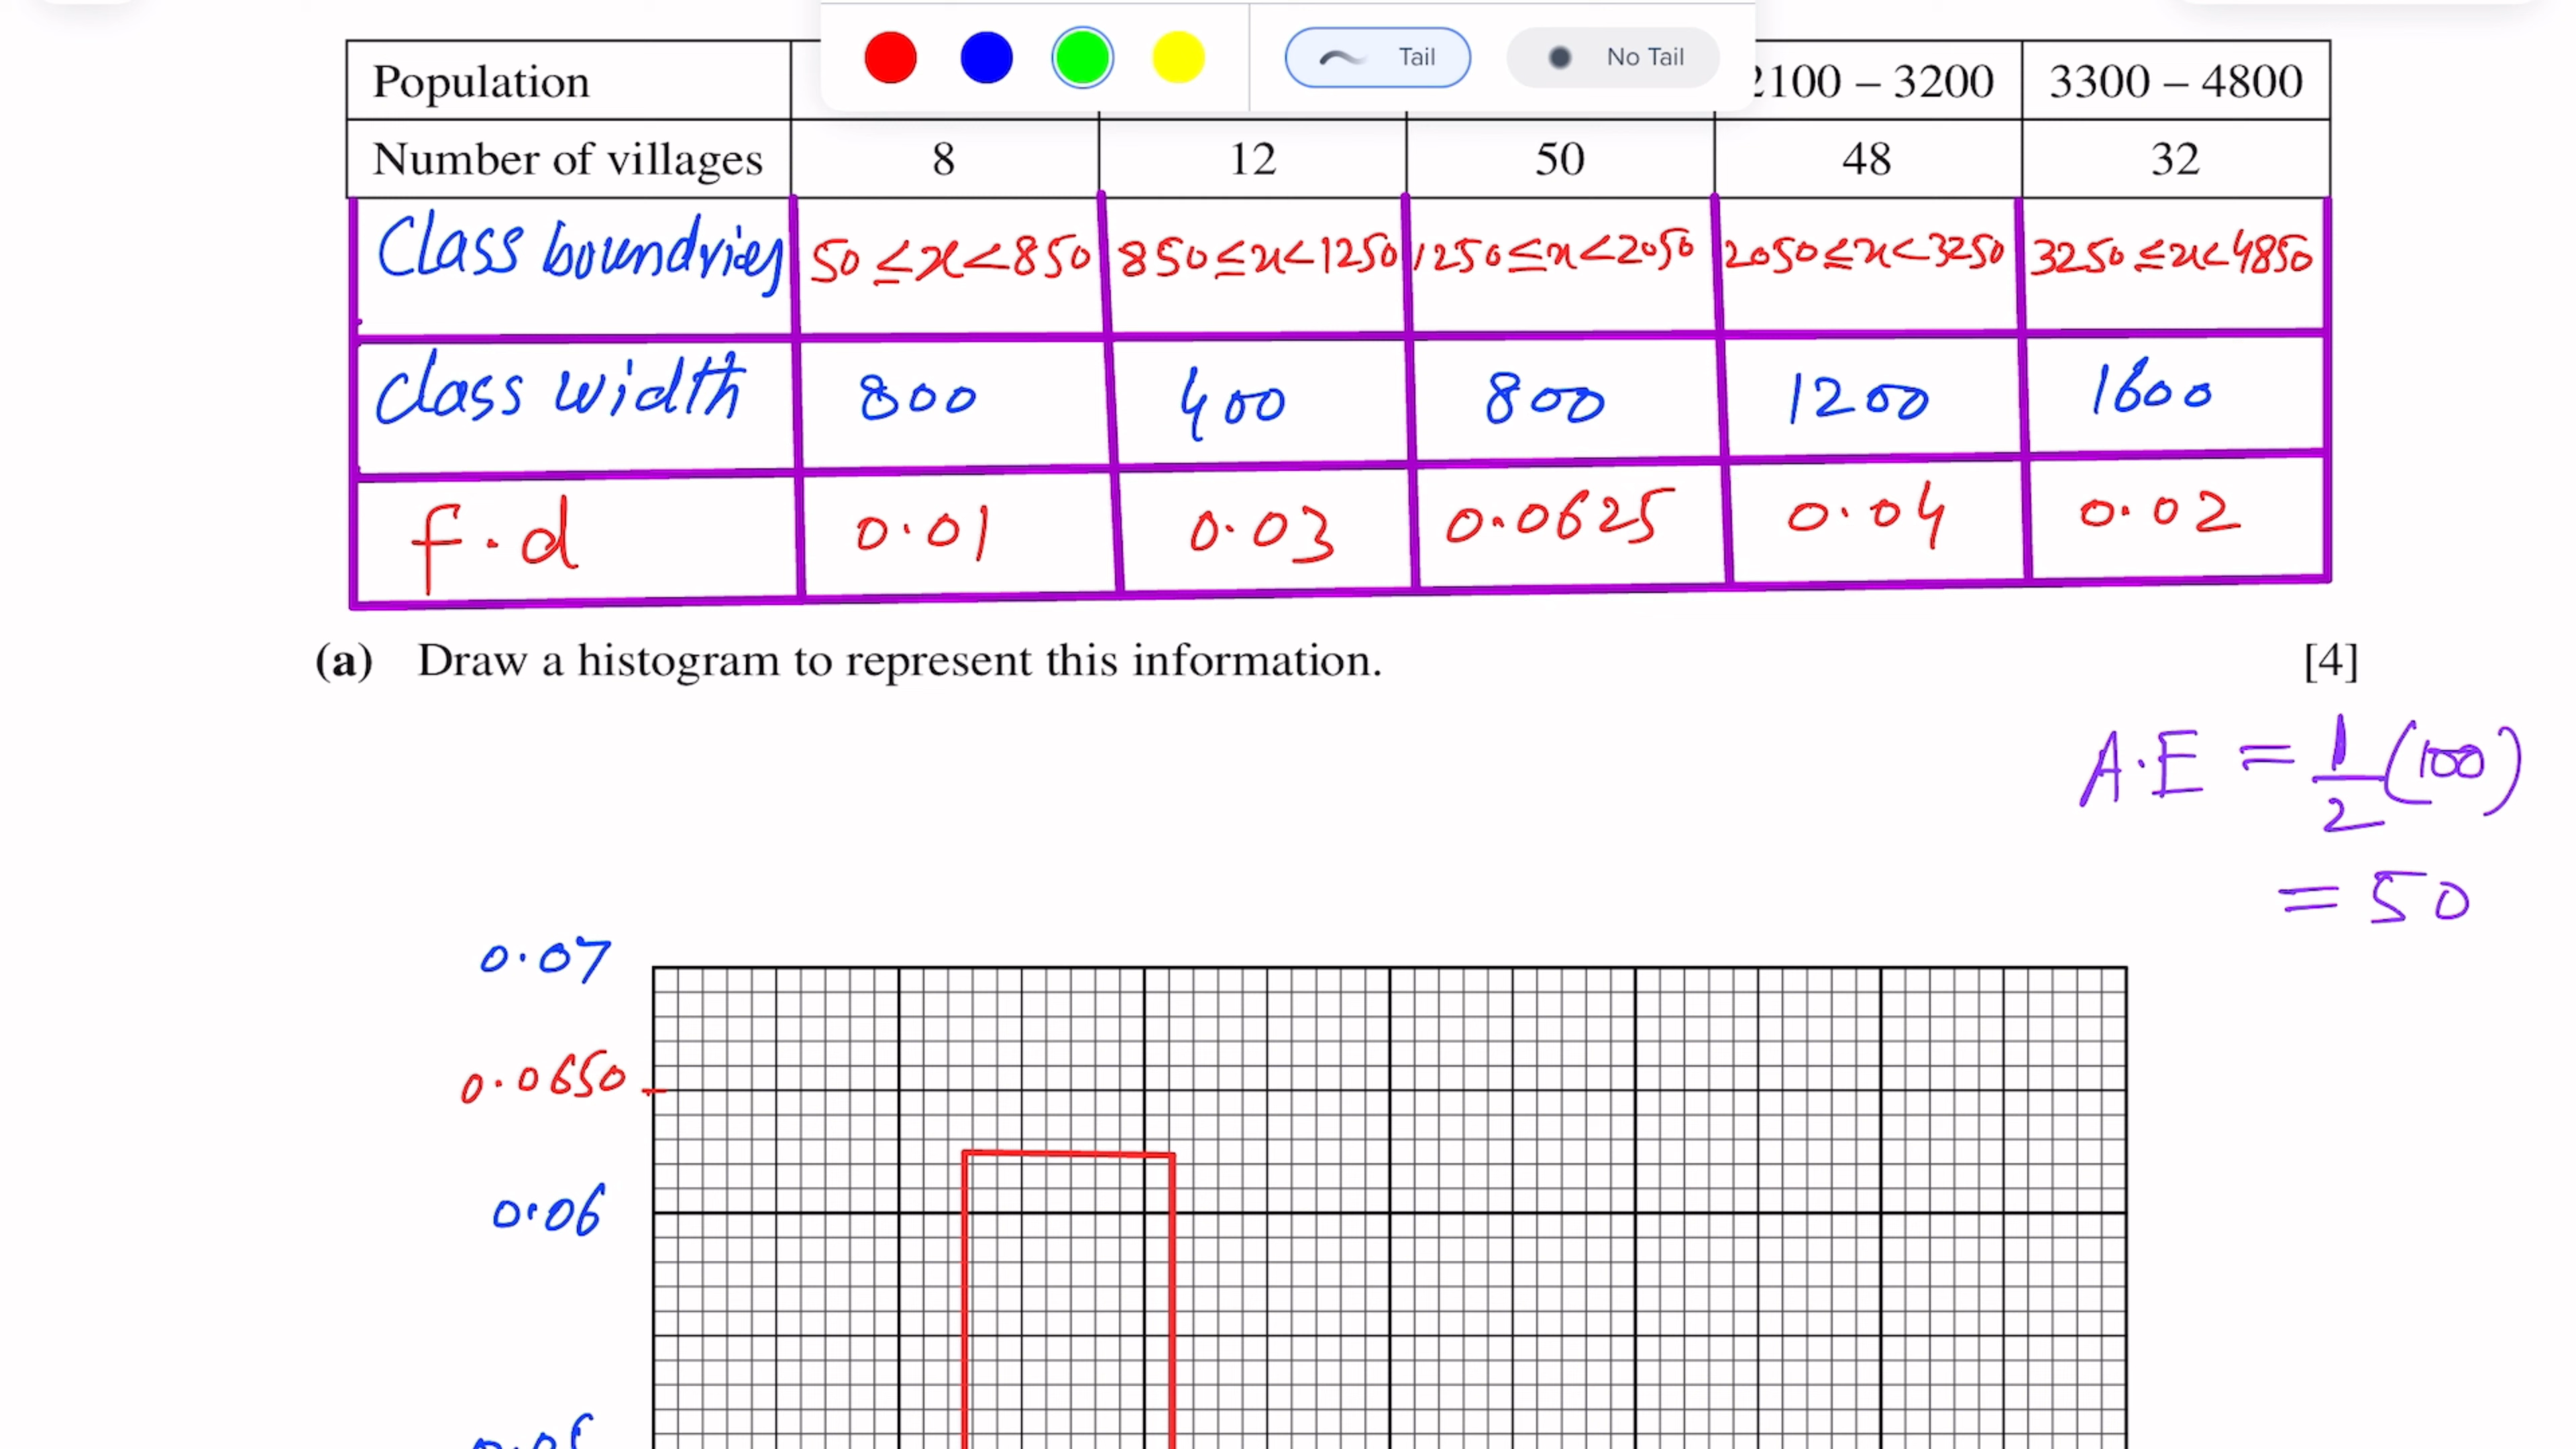 Tail No Tail
Population 2100 – 3200 3300 – 4800
Number of villages 8 12 50 48 32
Class boundries 50 ≤ x < 850 850 ≤ x < 1250 1250 ≤ x < 2050 2050 ≤ x < 3250 3250 ≤ x < 4850
class width 800 400 800 1200 1600
f.d 0.01 0.03 0.0625 0.04 0.02
(a) Draw a histogram to represent this information. [4]
A.E = 1/2 (100)
= 50
0.07
0.0650
0.06